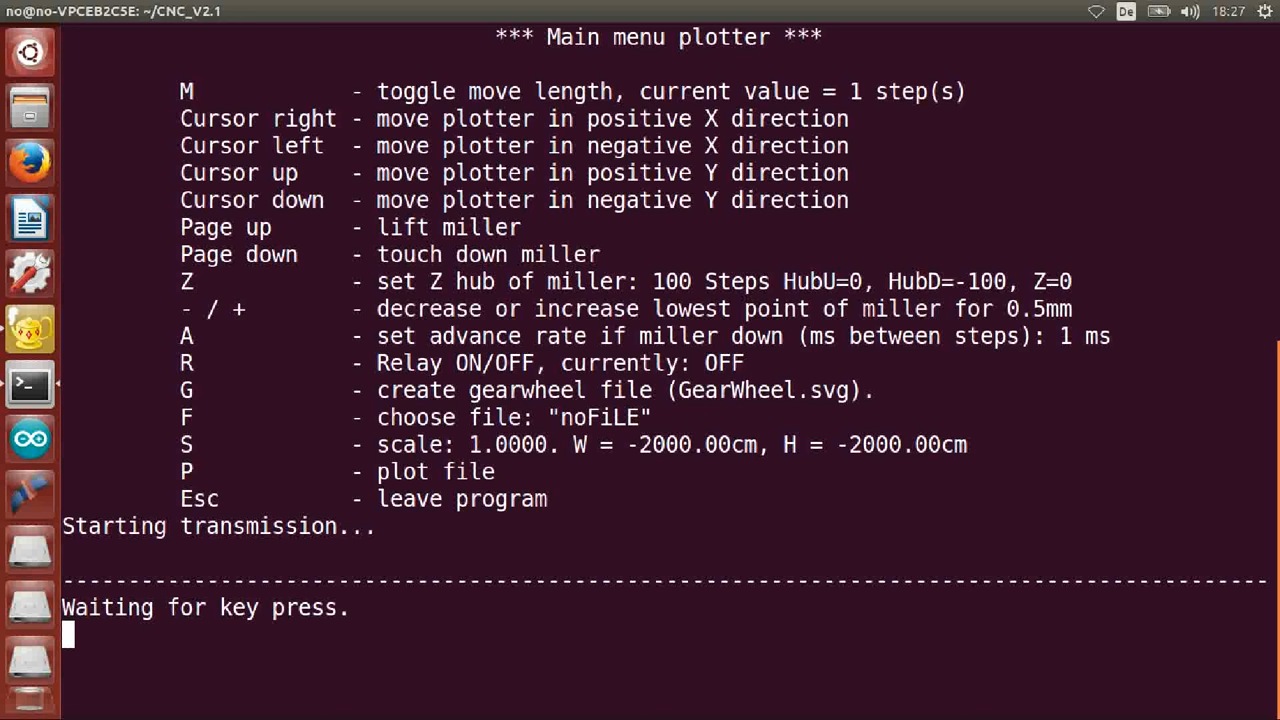 no@no-VPCEB2C5E: ~/CNC_V2.1 De 18:27
*** Main menu plotter ***
M - toggle move length, current value = 1 step(s)
Cursor right - move plotter in positive X direction
Cursor left - move plotter in negative X direction
Cursor up - move plotter in positive Y direction
Cursor down - move plotter in negative Y direction
Page up - lift miller
Page down - touch down miller
Z - set Z hub of miller: 100 Steps HubU=0, HubD=-100, Z=0
- / + - decrease or increase lowest point of miller for 0.5mm
A - set advance rate if miller down (ms between steps): 1 ms
R - Relay ON/OFF, currently: OFF
G - create gearwheel file (GearWheel.svg).
F - choose file: "noFiLE"
S - scale: 1.0000. W = -2000.00cm, H = -2000.00cm
P - plot file
Esc - leave program
Starting transmission...
--------------------------------------------------------------------------------------------
Waiting for key press.